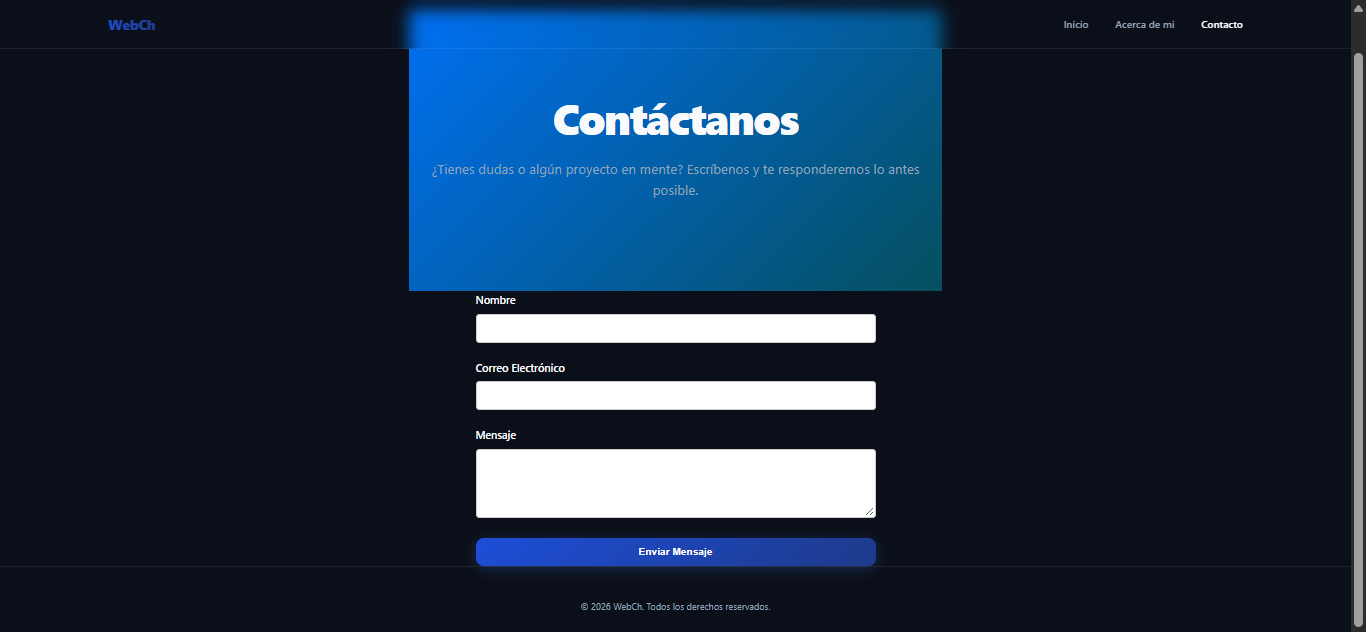 WebCh
Inicio
Acerca de mí
Contacto
Contáctanos
¿Tienes dudas o algún proyecto en mente? Escríbenos y te responderemos lo antes
posible.
Nombre
Correo Electrónico
Mensaje
Enviar Mensaje
© 2026 WebCh. Todos los derechos reservados.